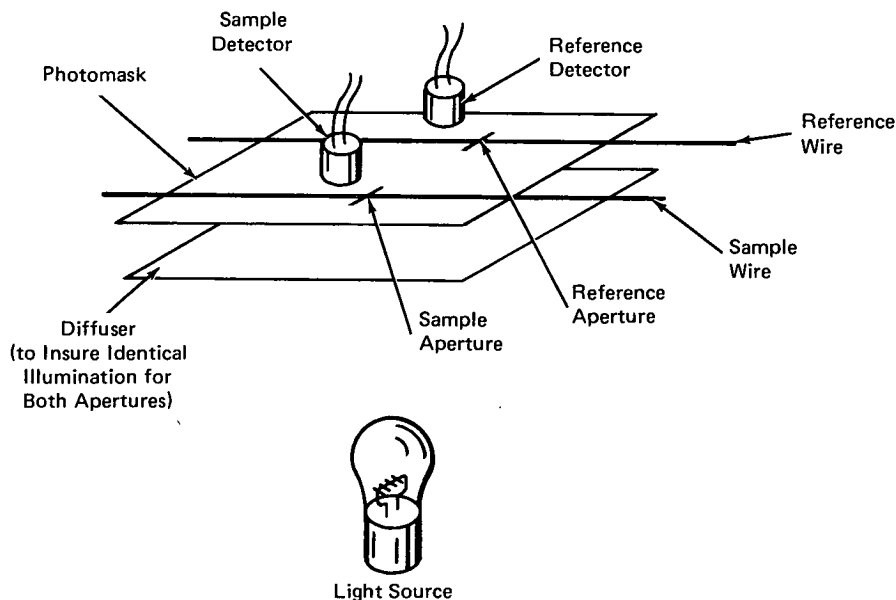 Sample
Detector
Reference
Detector
Photomask
Reference
Wire
Sample
Wire
Reference
Aperture
Sample
Aperture
Diffuser
(to Insure Identical
Illumination for
Both Apertures)
Light Source